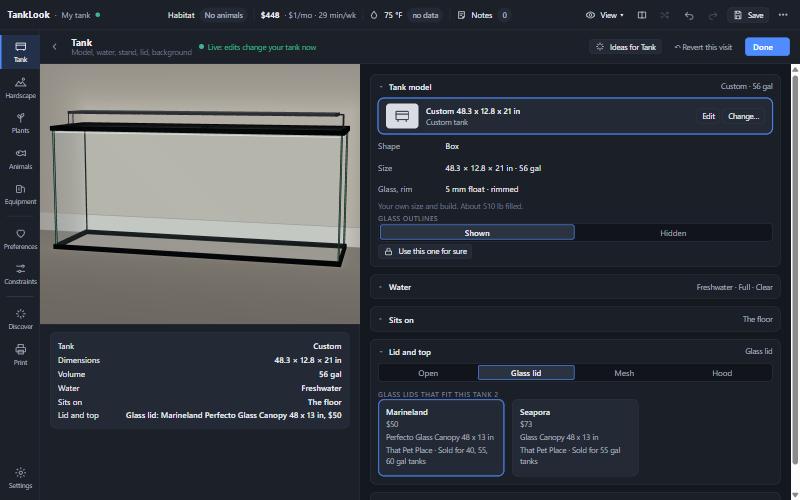 TankLook · My tank
Habitat No animals $448 · $1/mo · 29 min/wk 75 °F no data Notes 0
View
Save
Tank
Model, water, stand, lid, background
Live edits change your tank now
Ideas for Tank
Revert this visit
Done
Tank
Hardscape
Plants
Animals
Equipment
Preferences
Constraints
Discover
Print
Settings
Tank Custom
Dimensions 48.3 × 12.8 × 21 in
Volume 56 gal
Water Freshwater
Sits on The floor
Lid and top Glass lid: Marineland Perfecto Glass Canopy 48 x 13 in, $50
Tank model Custom · 56 gal
Custom 48.3 x 12.8 x 21 in
Custom tank
Edit Change...
Shape Box
Size 48.3 × 12.8 × 21 in · 56 gal
Glass, rim 5 mm float · rimmed
Your own size and build. About 510 lb filled.
GLASS OUTLINES
Shown Hidden
Use this one for sure
Water Freshwater · Full · Clear
Sits on The floor
Lid and top Glass lid
Open Glass lid Mesh Hood
GLASS LIDS THAT FIT THIS TANK 2
Marineland
$50
Perfecto Glass Canopy 48 x 13 in
That Pet Place · Sold for 40, 55,
60 gal tanks
Seapora
$73
Glass Canopy 48 x 13 in
That Pet Place · Sold for 55 gal
tanks